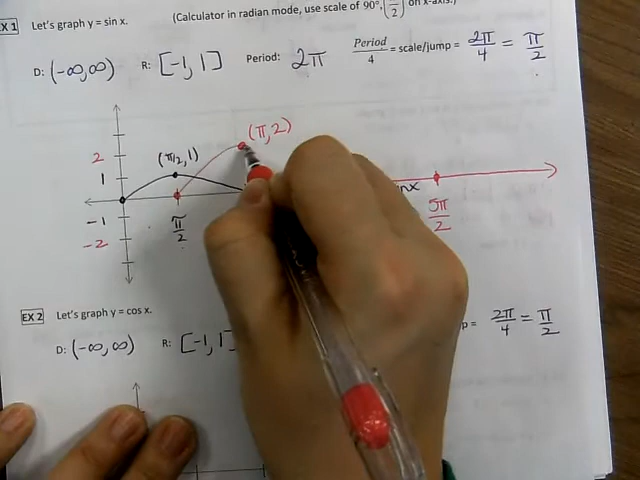 EX 1 Let's graph y = sin x. (Calculator in radian mode, use scale of 90°, (π/2) on x-axis.)
D: (-∞,∞) R: [-1, 1] Period: 2π Period/4 = scale/jump = 2π/4 = π/2
(π, 2)
2 (π/2, 1)
1
inx
-1 π/2 5π/2
-2
EX 2 Let's graph y = cos x.
D: (-∞, ∞) R: [-1, 1] p = 2π/4 = π/2